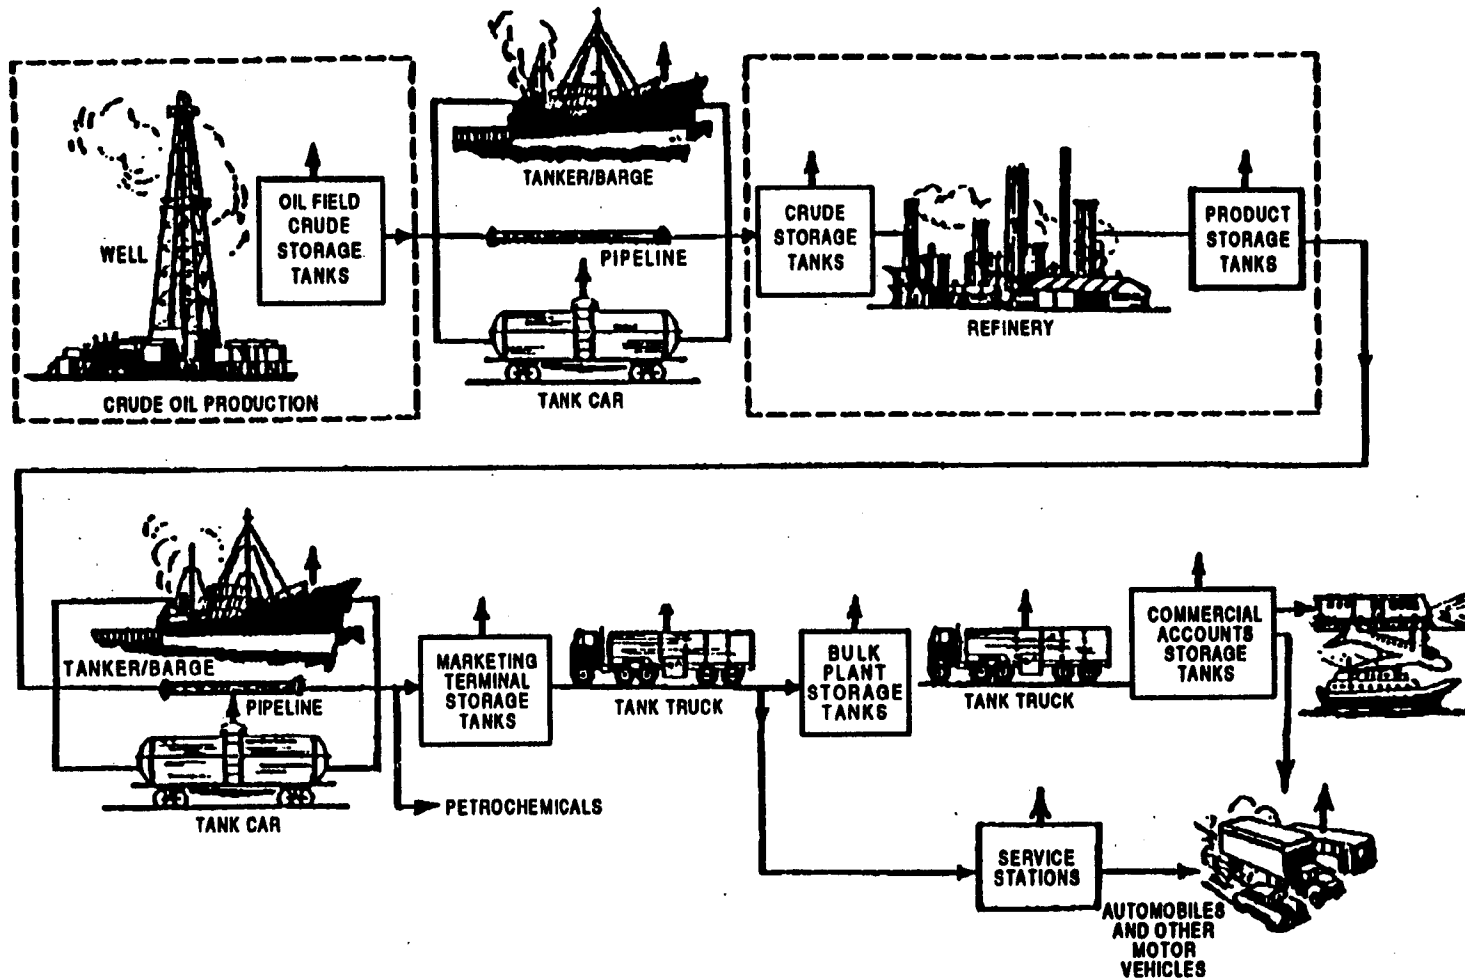 TANKER/BARGE
WELL
OIL FIELD
CRUDE
STORAGE
TANKS
PIPELINE
CRUDE
STORAGE
TANKS
PRODUCT
STORAGE
TANKS
REFINERY
TANK CAR
CRUDE OIL PRODUCTION
TANKER/BARGE
PIPELINE
TANK CAR
MARKETING
TERMINAL
STORAGE
TANKS
PETROCHEMICALS
TANK TRUCK
BULK
PLANT
STORAGE
TANKS
TANK TRUCK
COMMERCIAL
ACCOUNTS
STORAGE
TANKS
SERVICE
STATIONS
AUTOMOBILES
AND OTHER
MOTOR
VEHICLES